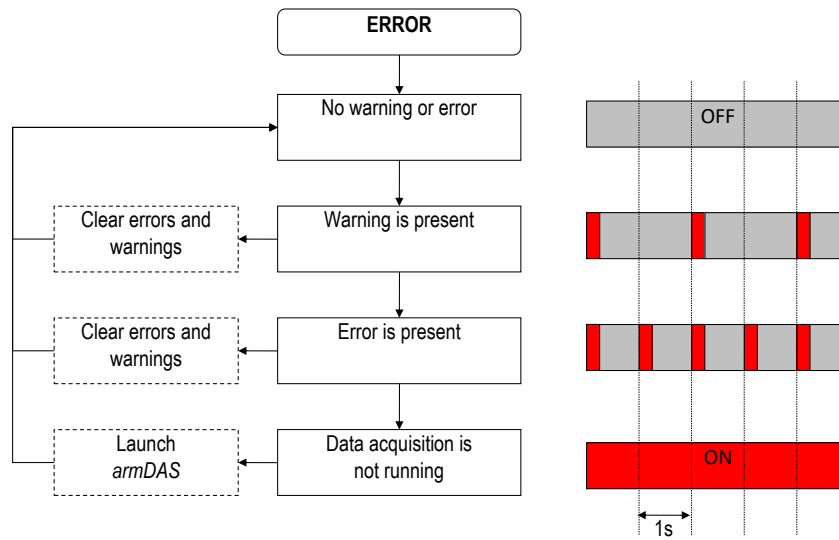 ERROR
No warning or error
OFF
Clear errors and
warnings
Warning is present
Clear errors and
warnings
Error is present
Launch
armDAS
Data acquisition is
not running
ON
1s